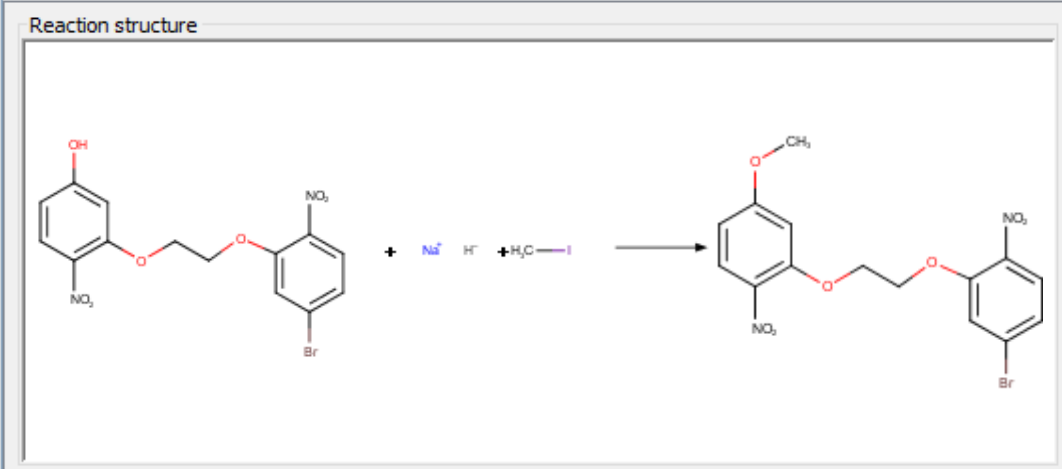 Reaction structure
OH
O
NO₂
O
NO₂
Br
+
Na⁺
H⁻
+
H₃C
I
O
CH₃
O
NO₂
O
NO₂
Br